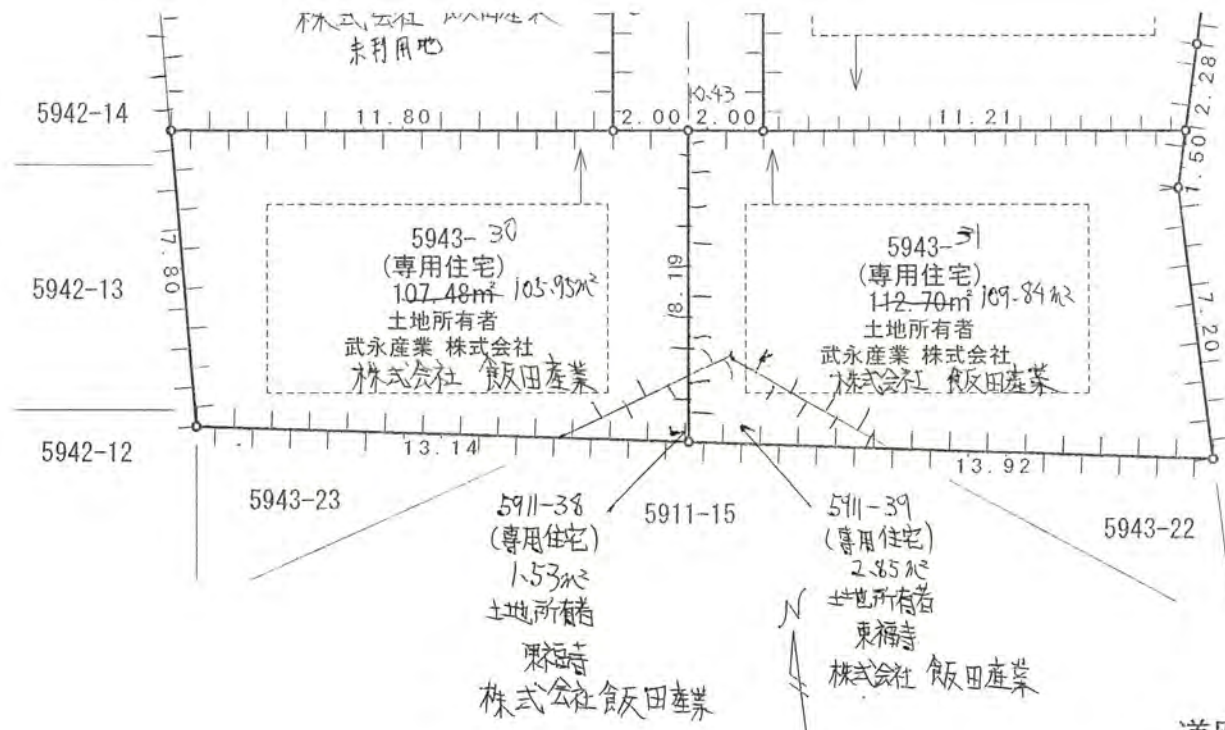 株式会社 飯田産業
未利用地
5942-14
11.80
2.00
0.43
2.00
11.21
2.28
1.50
5942-13
7.80
5943-30
(専用住宅)
107.48㎡ 105.95㎡
土地所有者
武永産業 株式会社
株式会社 飯田産業
8.19
5943-31
(専用住宅)
112.70㎡ 109.84㎡
土地所有者
武永産業 株式会社
株式会社 飯田産業
7.20
5942-12
13.14
13.92
5943-23
5911-15
5943-22
5911-38
(専用住宅)
1.53㎡
土地所有者
東福寺
株式会社 飯田産業
5911-39
(専用住宅)
2.85㎡
土地所有者
東福寺
株式会社 飯田産業
N